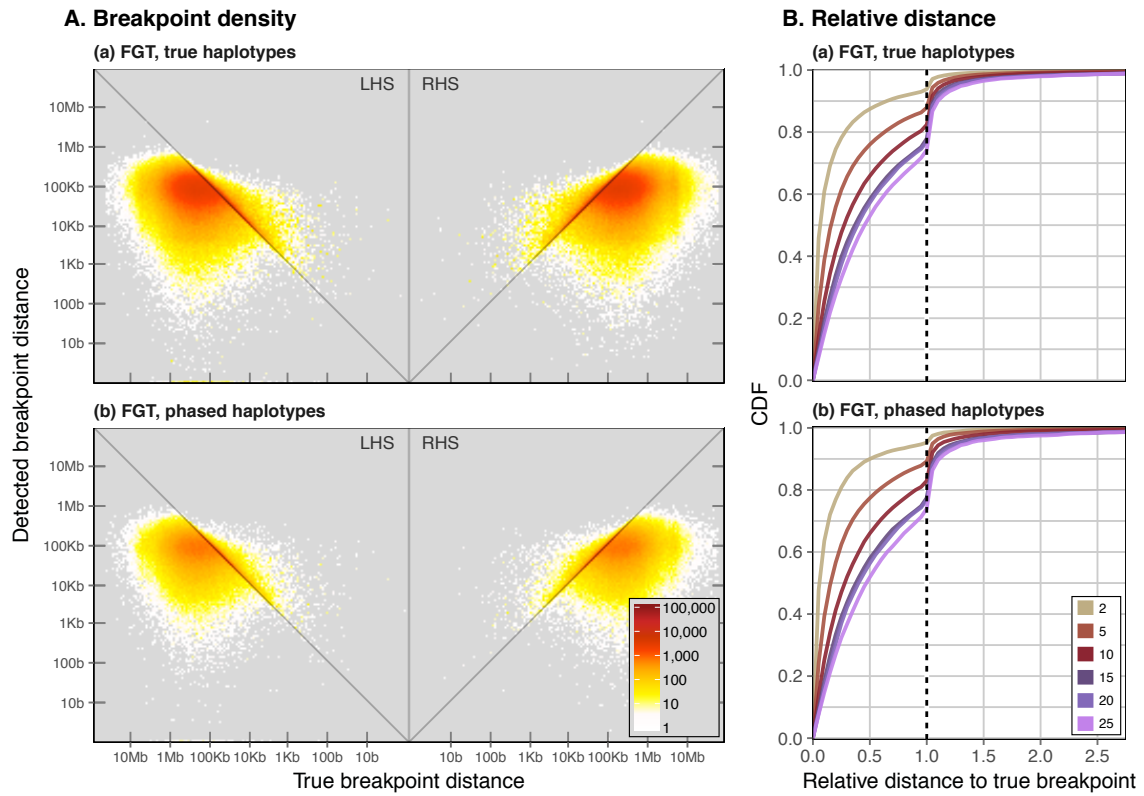 A. Breakpoint density
(a) FGT, true haplotypes
LHS RHS
10Mb
1Mb
100Kb
10Kb
1Kb
100b
10b
Detected breakpoint distance
(b) FGT, phased haplotypes
LHS RHS
10Mb
1Mb
100Kb
10Kb
1Kb
100b
10b
100,000
10,000
1,000
100
10
1
10Mb 1Mb 100Kb 10Kb 1Kb 100b 10b 10b 100b 1Kb 10Kb 100Kb 1Mb 10Mb
True breakpoint distance
B. Relative distance
(a) FGT, true haplotypes
1.0
0.8
0.6
0.4
0.2
0.0
CDF
(b) FGT, phased haplotypes
1.0
0.8
0.6
0.4
0.2
0.0
2
5
10
15
20
25
0.0 0.5 1.0 1.5 2.0 2.5
Relative distance to true breakpoint